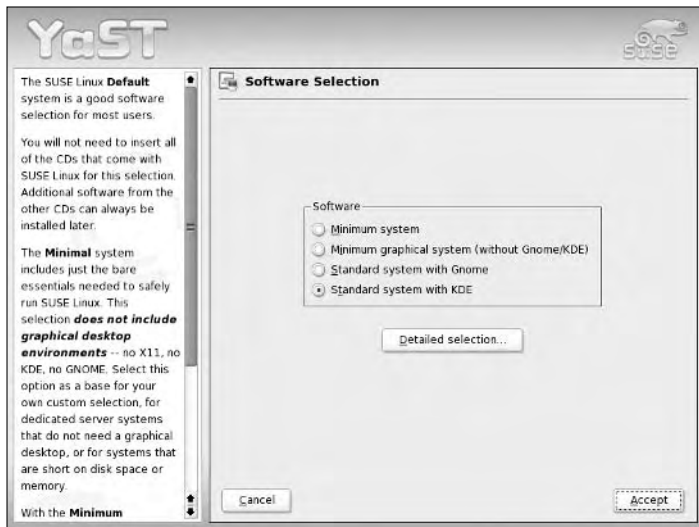 YaST
SUSE
The SUSE Linux Default
system is a good software
selection for most users.
You will not need to insert all
of the CDs that come with
SUSE Linux for this selection.
Additional software from the
other CDs can always be
installed later.
The Minimal system
includes just the bare
essentials needed to safely
run SUSE Linux. This
selection does not include
graphical desktop
environments -- no X11, no
KDE, no GNOME. Select this
option as a base for your
own custom selection, for
dedicated server systems
that do not need a graphical
desktop, or for systems that
are short on disk space or
memory.
With the Minimum
Software Selection
Software
Minimum system
Minimum graphical system (without Gnome/KDE)
Standard system with Gnome
Standard system with KDE
Detailed selection...
Cancel
Accept